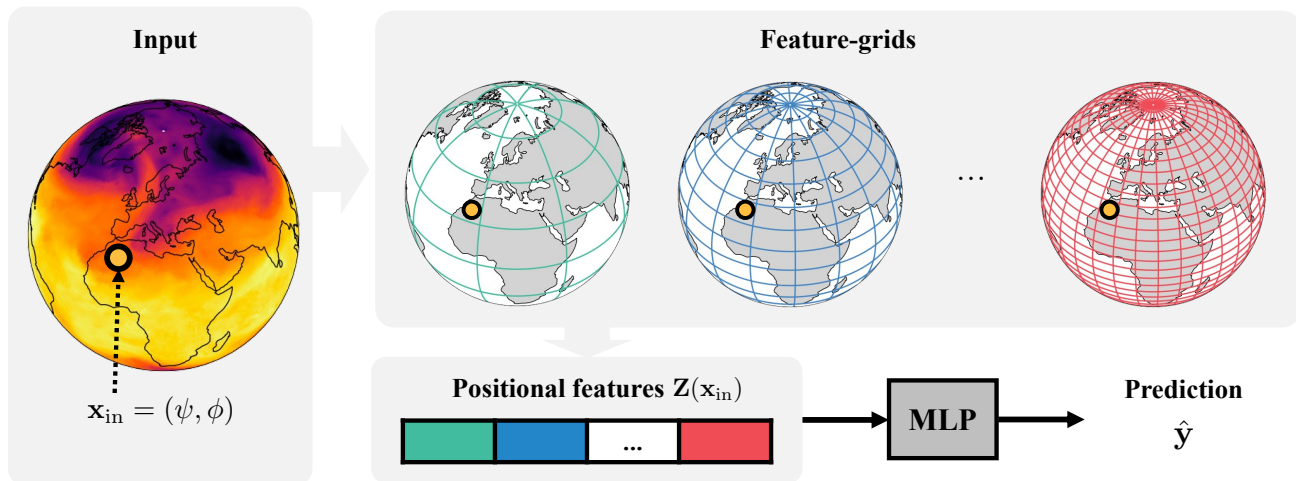 Input
Feature-grids
...
x_in = (ψ, ϕ)
Positional features Z(x_in)
...
MLP
Prediction
ŷ